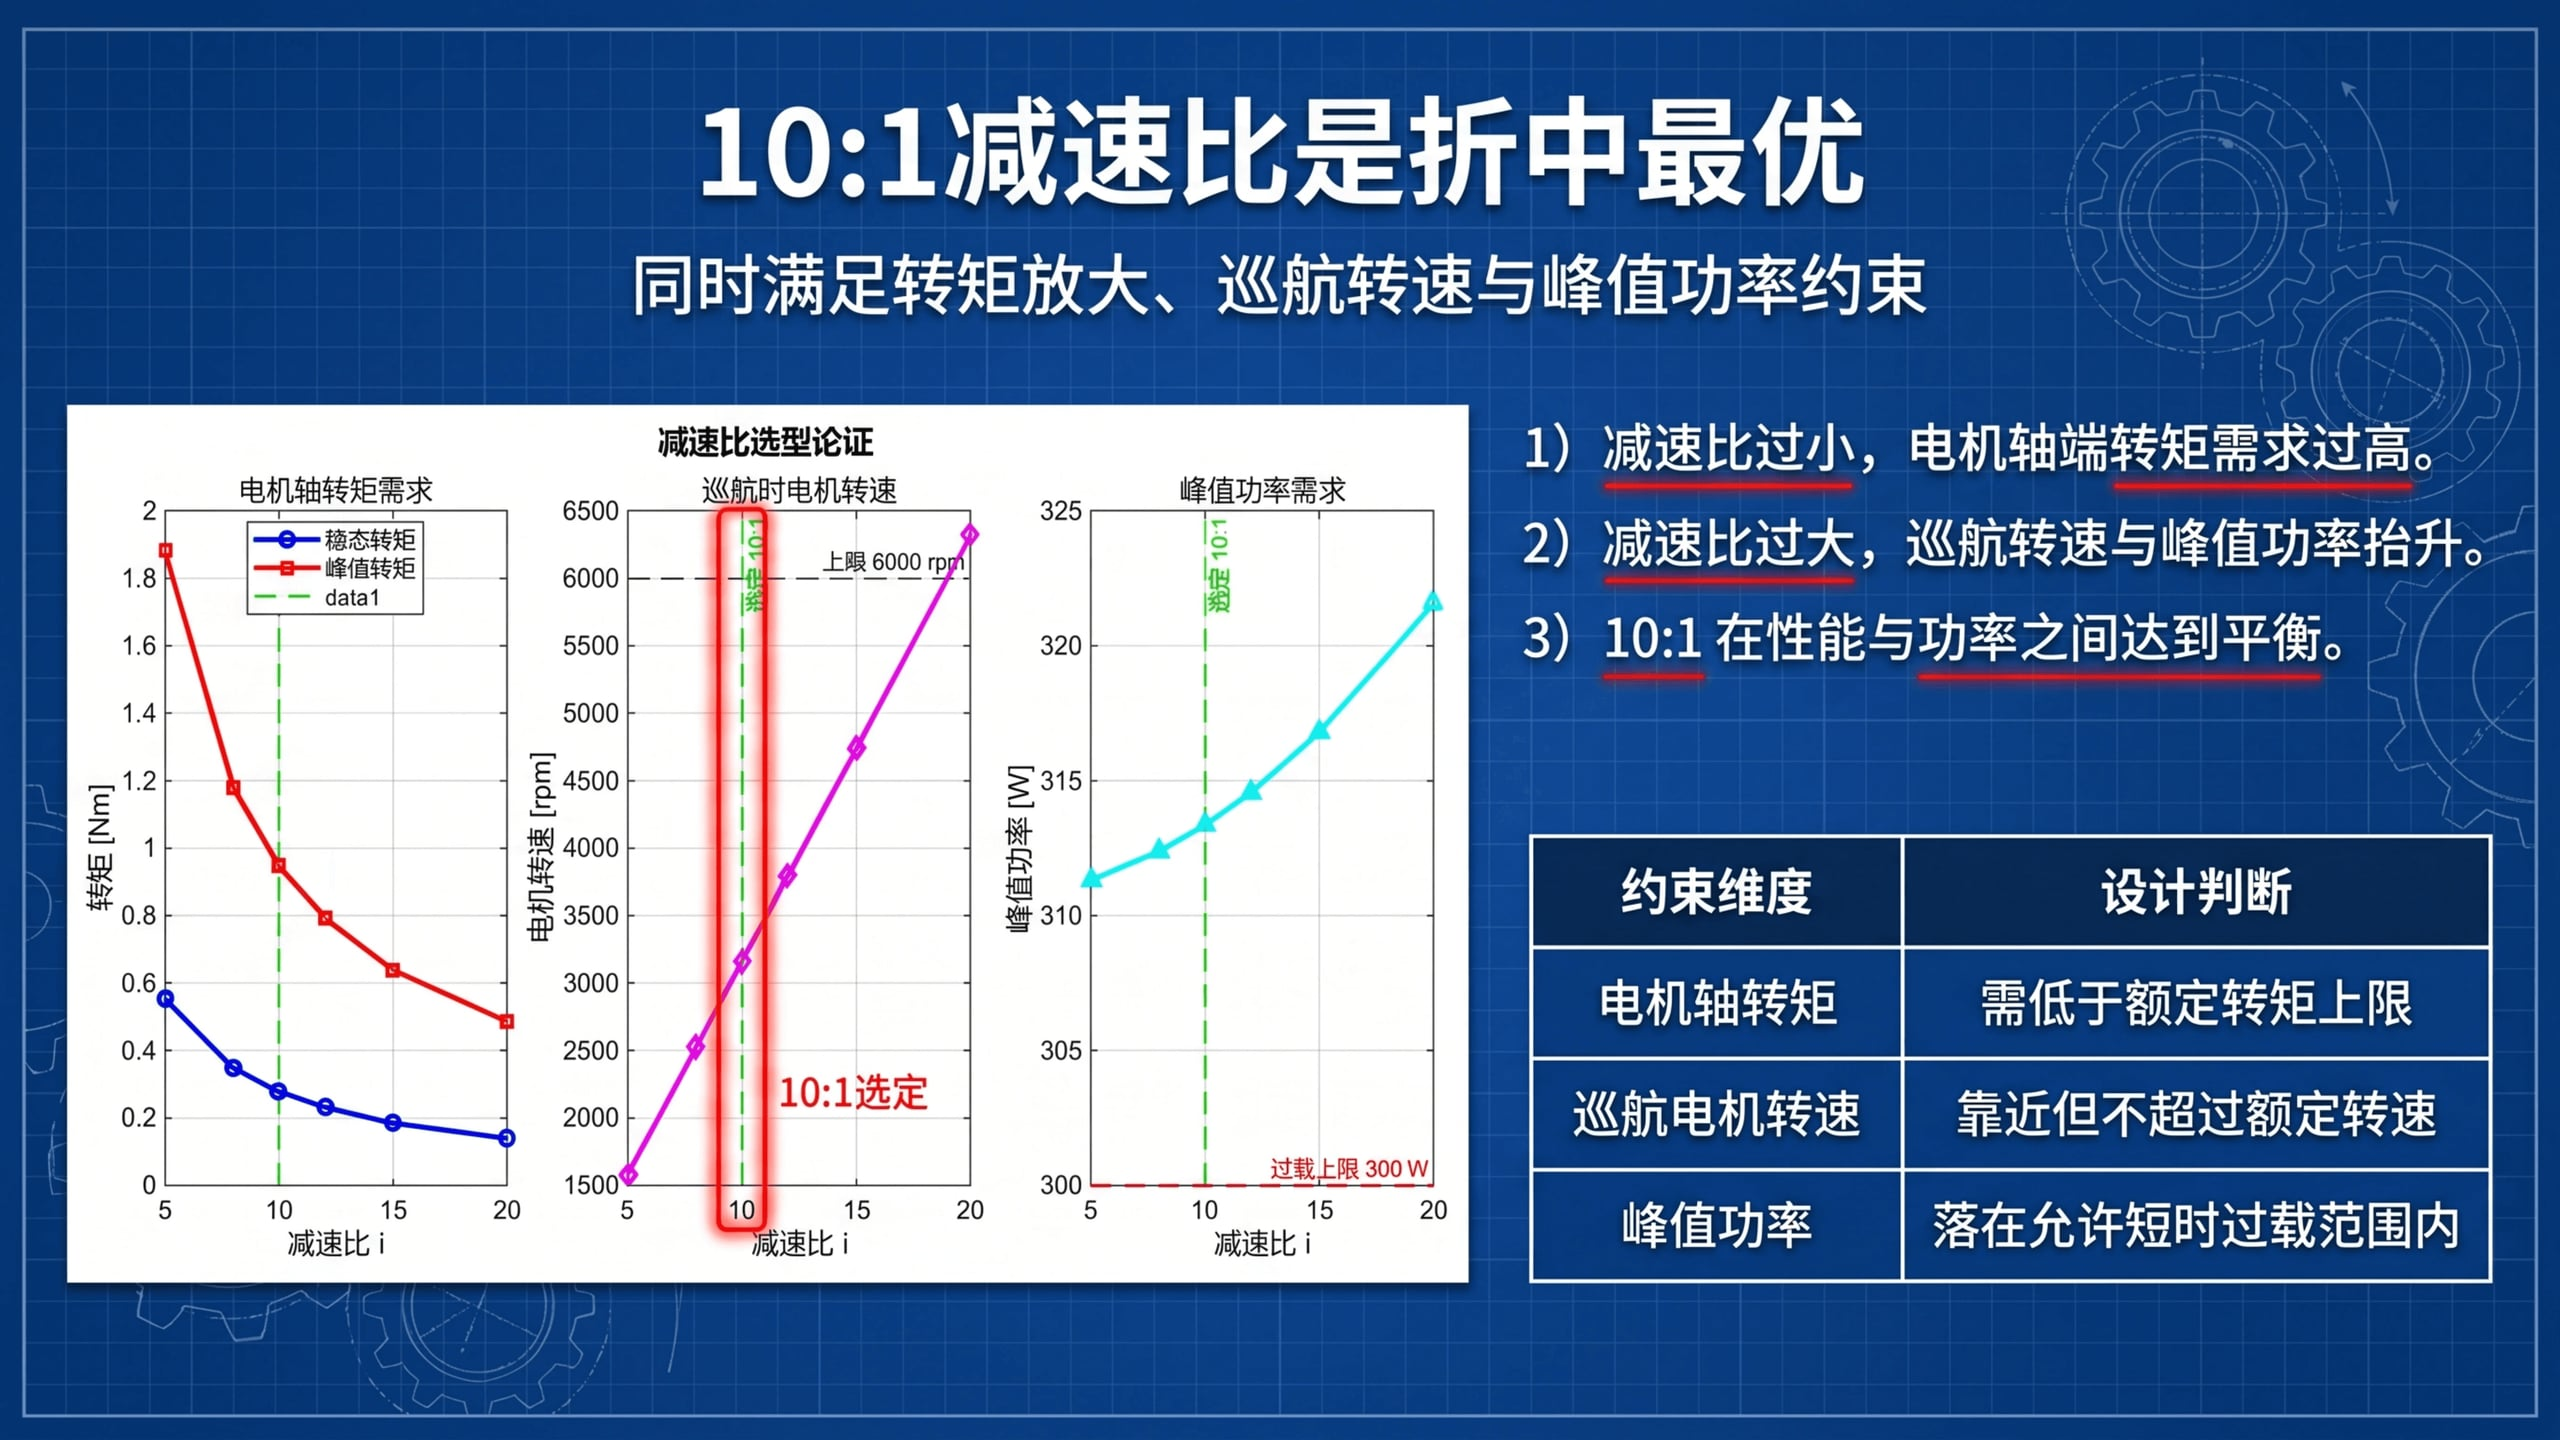 10:1减速比是折中最优
同时满足转矩放大、巡航转速与峰值功率约束
减速比选型论证
电机轴转矩需求
稳态转矩
峰值转矩
data1
转矩 [Nm]
2
1.8
1.6
1.4
1.2
1
0.8
0.6
0.4
0.2
0
5 10 15 20
减速比 i
巡航时电机转速
选定 10:1
上限 6000 rpm
电机转速 [rpm]
6500
6000
5500
5000
4500
4000
3500
3000
2500
2000
1500
10:1选定
5 10 15 20
减速比 i
峰值功率需求
选定 10:1
峰值功率 [W]
325
320
315
310
305
300
过载上限 300 W
5 10 15 20
减速比 i
1）减速比过小，电机轴端转矩需求过高。
2）减速比过大，巡航转速与峰值功率抬升。
3）10:1 在性能与功率之间达到平衡。
约束维度 设计判断
电机轴转矩 需低于额定转矩上限
巡航电机转速 靠近但不超过额定转速
峰值功率 落在允许短时过载范围内